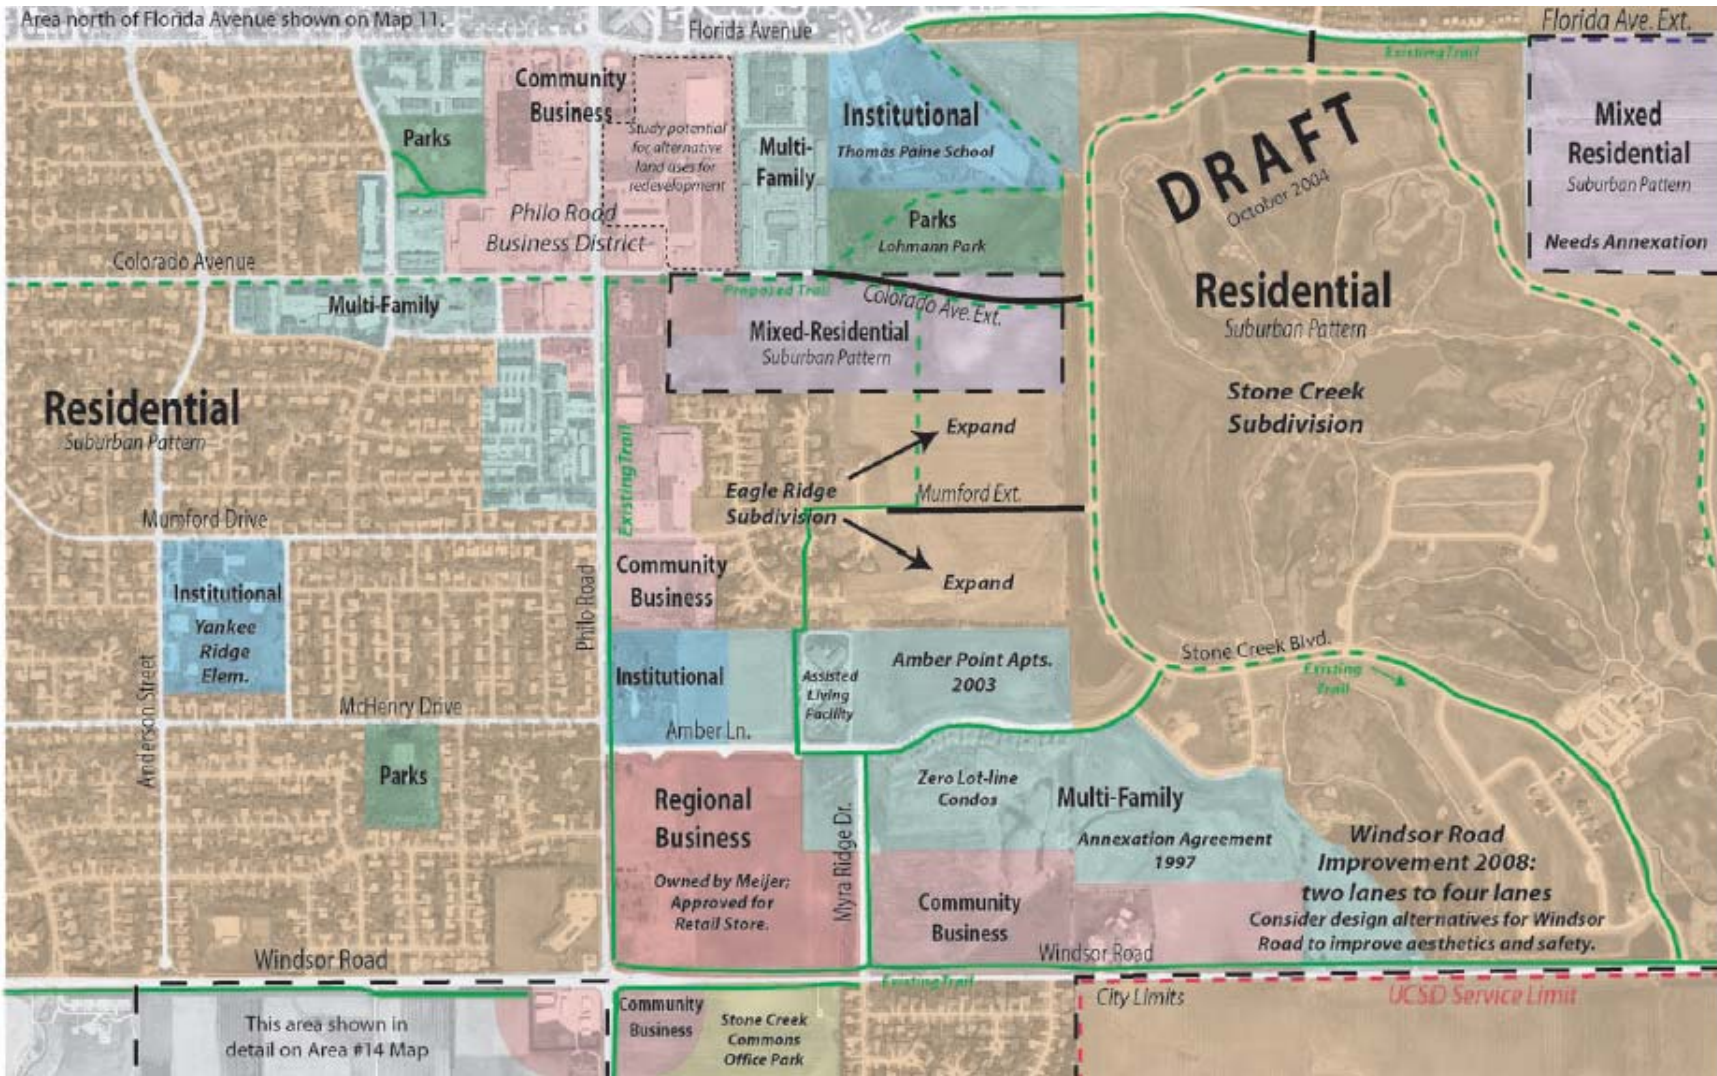 Area north of Florida Avenue shown on Map 11.
Florida Avenue
Florida Ave. Ext.
Existing Trail
Community
Business
Parks
Study potential
for alternative
land uses for
redevelopment
Multi-
Family
Institutional
Thomas Paine School
Parks
Lohmann Park
DRAFT
October 2004
Mixed
Residential
Suburban Pattern
Needs Annexation
Philo Road
Business District
Colorado Avenue
Multi-Family
Proposed Trail
Colorado Ave. Ext.
Mixed-Residential
Suburban Pattern
Residential
Suburban Pattern
Stone Creek
Subdivision
Residential
Suburban Pattern
Existing Trail
Expand
Eagle Ridge
Subdivision
Mumford Ext.
Expand
Mumford Drive
Institutional
Yankee
Ridge
Elem.
Philo Road
Community
Business
Anderson Street
McHenry Drive
Institutional
Assisted
Living
Facility
Amber Point Apts.
2003
Amber Ln.
Stone Creek Blvd.
Existing
Trail
Parks
Regional
Business
Owned by Meijer;
Approved for
Retail Store.
Myra Ridge Dr.
Zero Lot-line
Condos
Multi-Family
Annexation Agreement
1997
Community
Business
Windsor Road
Improvement 2008:
two lanes to four lanes
Consider design alternatives for Windsor
Road to improve aesthetics and safety.
Windsor Road
Windsor Road
Existing Trail
City Limits
UCSD Service Limit
This area shown in
detail on Area #14 Map
Community
Business
Stone Creek
Commons
Office Park